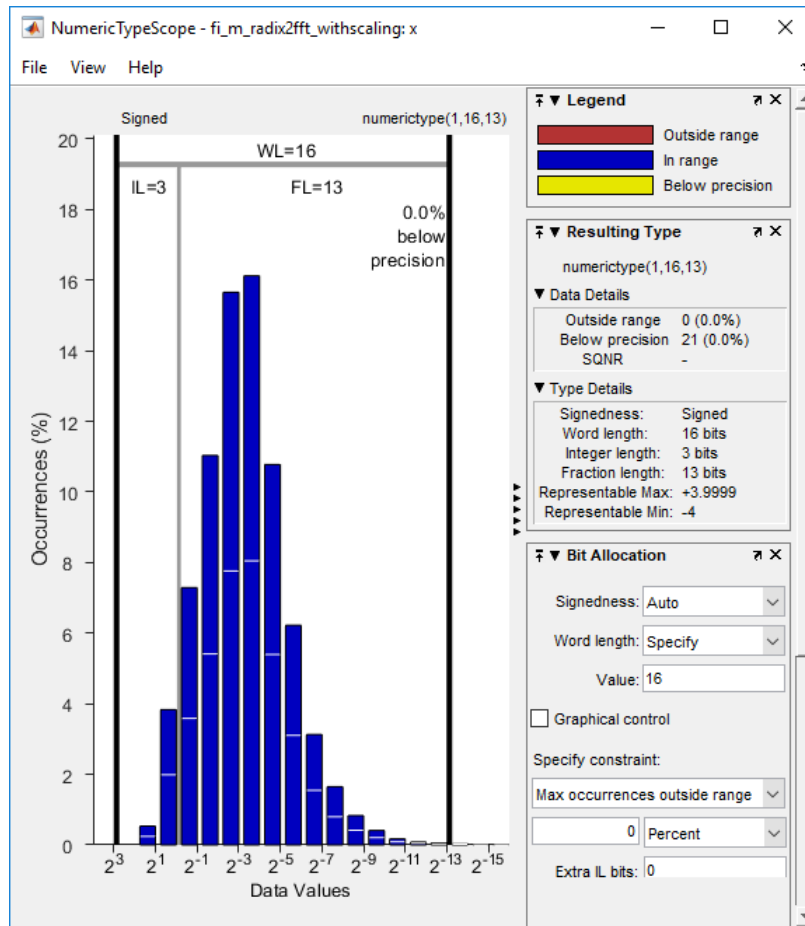 NumericTypeScope - fi_m_radix2fft_withscaling: x
File View Help
Signed numerictype(1,16,13)
WL=16
IL=3 FL=13
0.0%
below
precision
20
18
16
14
12
10
8
6
4
2
0
Occurrences (%)
2^3 2^1 2^-1 2^-3 2^-5 2^-7 2^-9 2^-11 2^-13 2^-15
Data Values
Legend
Outside range
In range
Below precision
Resulting Type
numerictype(1,16,13)
Data Details
Outside range 0 (0.0%)
Below precision 21 (0.0%)
SQNR -
Type Details
Signedness: Signed
Word length: 16 bits
Integer length: 3 bits
Fraction length: 13 bits
Representable Max: +3.9999
Representable Min: -4
Bit Allocation
Signedness: Auto
Word length: Specify
Value: 16
Graphical control
Specify constraint:
Max occurrences outside range
0 Percent
Extra IL bits: 0